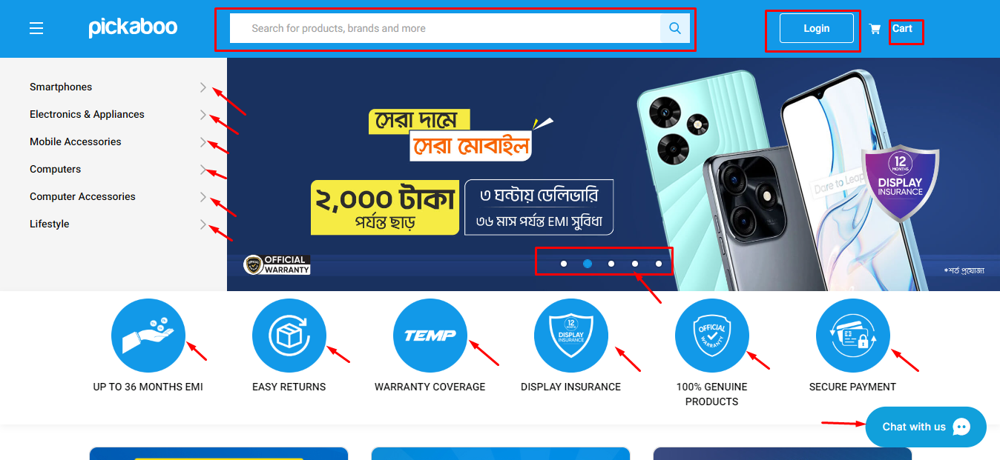 pickaboo
Search for products, brands and more
Login
Cart
Smartphones
Electronics & Appliances
Mobile Accessories
Computers
Computer Accessories
Lifestyle
সেরা দামে
সেরা মোবাইল
২,০০০ টাকা
পর্যন্ত ছাড়
৩ ঘন্টায় ডেলিভারি
৩৬ মাস পর্যন্ত EMI সুবিধা
Dare to Leap
12
MONTHS
DISPLAY
INSURANCE
OFFICIAL
OFFICIAL
WARRANTY
*শর্ত প্রযোজ্য
TEMP
12
MONTHS
DISPLAY
INSURANCE
OFFICIAL
WARRANTY
UP TO 36 MONTHS EMI
EASY RETURNS
WARRANTY COVERAGE
DISPLAY INSURANCE
100% GENUINE
PRODUCTS
SECURE PAYMENT
Chat with us